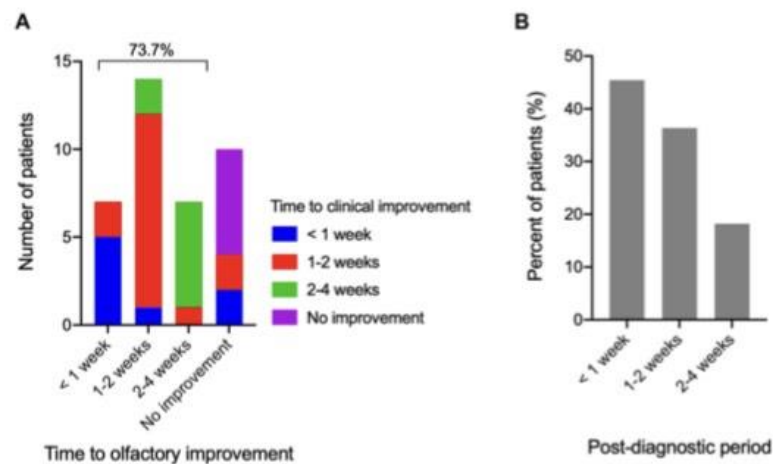 A
73.7%
15
10
5
0
Number of patients
< 1 week
1-2 weeks
2-4 weeks
No improvement
Time to olfactory improvement
Time to clinical improvement
< 1 week
1-2 weeks
2-4 weeks
No improvement
B
50
40
30
20
10
0
Percent of patients (%)
< 1 week
1-2 weeks
2-4 weeks
Post-diagnostic period